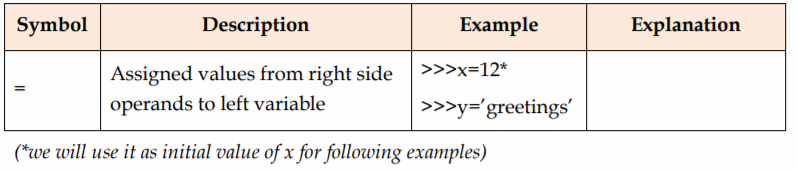 Symbol Description Example Explanation
= Assigned values from right side operands to left variable >>>x=12*
>>>y=’greetings’
(*we will use it as initial value of x for following examples)